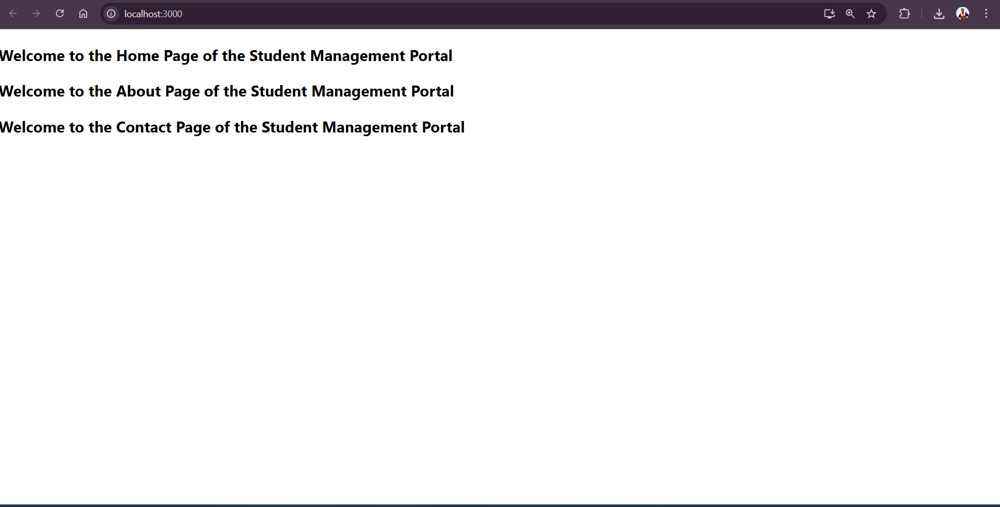 localhost:3000
Welcome to the Home Page of the Student Management Portal
Welcome to the About Page of the Student Management Portal
Welcome to the Contact Page of the Student Management Portal